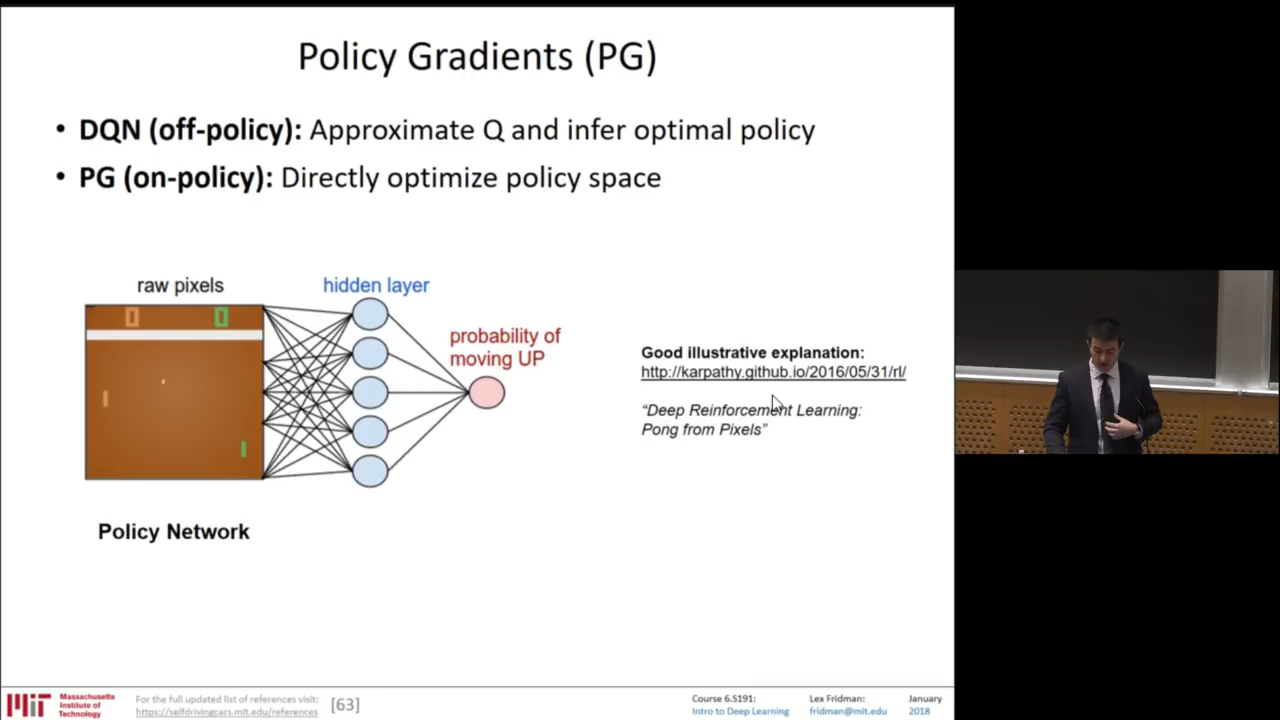 Policy Gradients (PG)
• DQN (off-policy): Approximate Q and infer optimal policy
• PG (on-policy): Directly optimize policy space
raw pixels
hidden layer
0
0
probability of
moving UP
Good illustrative explanation:
http://karpathy.github.io/2016/05/31/rl/
“Deep Reinforcement Learning:
Pong from Pixels”
Policy Network
MIT
Massachusetts
Institute of
Technology
For the full updated list of references visit:
https://selfdrivingcars.mit.edu/references
[63]
Course 6.S191:
Intro to Deep Learning
Lex Fridman:
fridman@mit.edu
January
2018